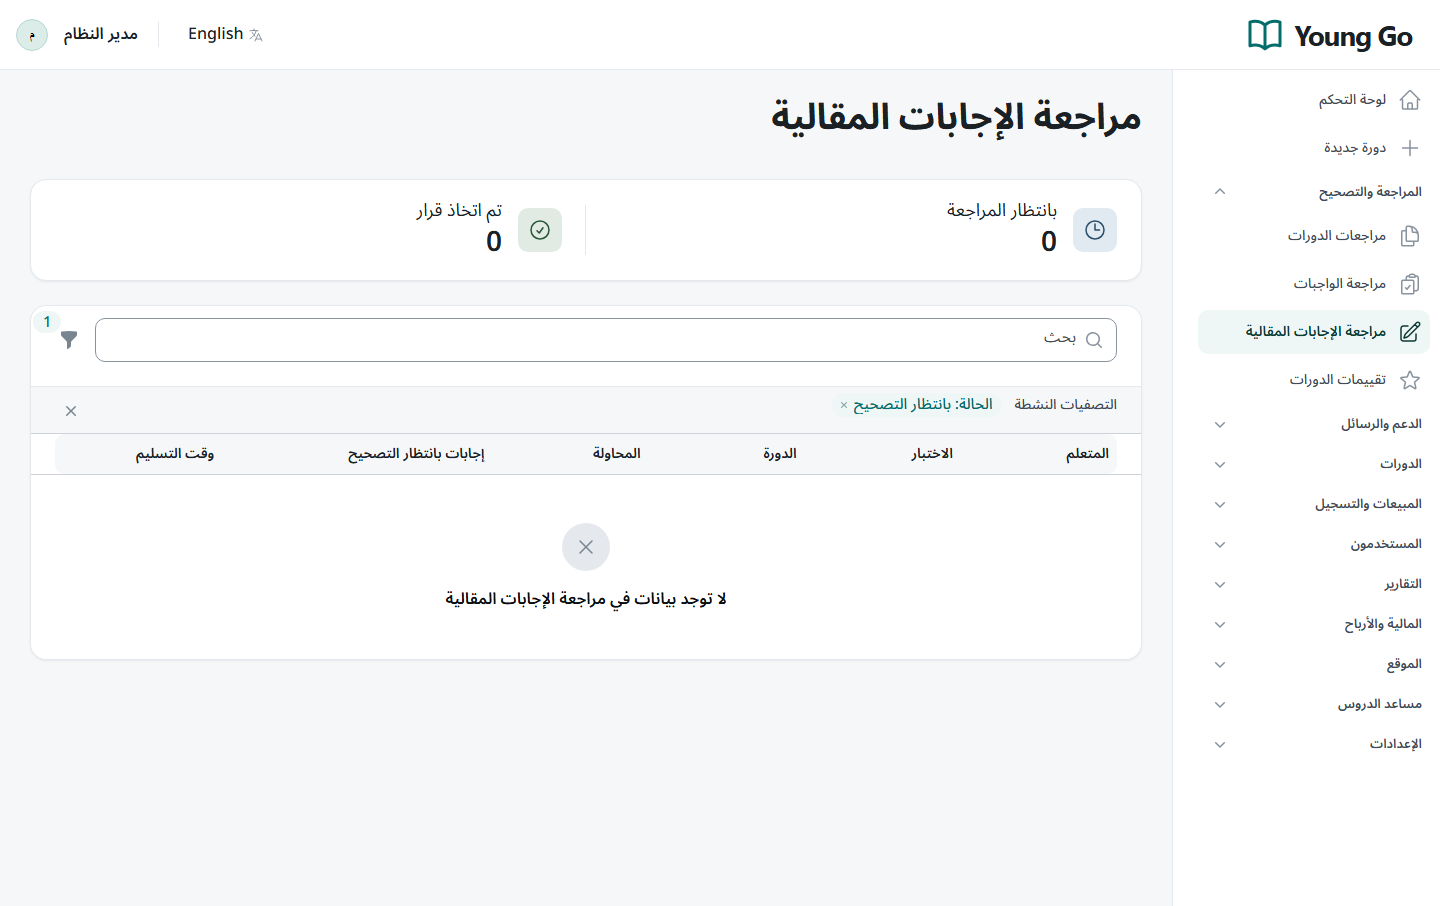 Young Go
English
مدير النظام
م
لوحة التحكم
دورة جديدة
المراجعة والتصحيح
مراجعات الدورات
مراجعة الواجبات
مراجعة الإجابات المقالية
تقييمات الدورات
الدعم والرسائل
الدورات
المبيعات والتسجيل
المستخدمون
التقارير
المالية والأرباح
الموقع
مساعد الدروس
الإعدادات
مراجعة الإجابات المقالية
بانتظار المراجعة
0
تم اتخاذ قرار
0
بحث
1
التصفيات النشطة الحالة: بانتظار التصحيح ×
المتعلم الاختبار الدورة المحاولة إجابات بانتظار التصحيح وقت التسليم
لا توجد بيانات في مراجعة الإجابات المقالية